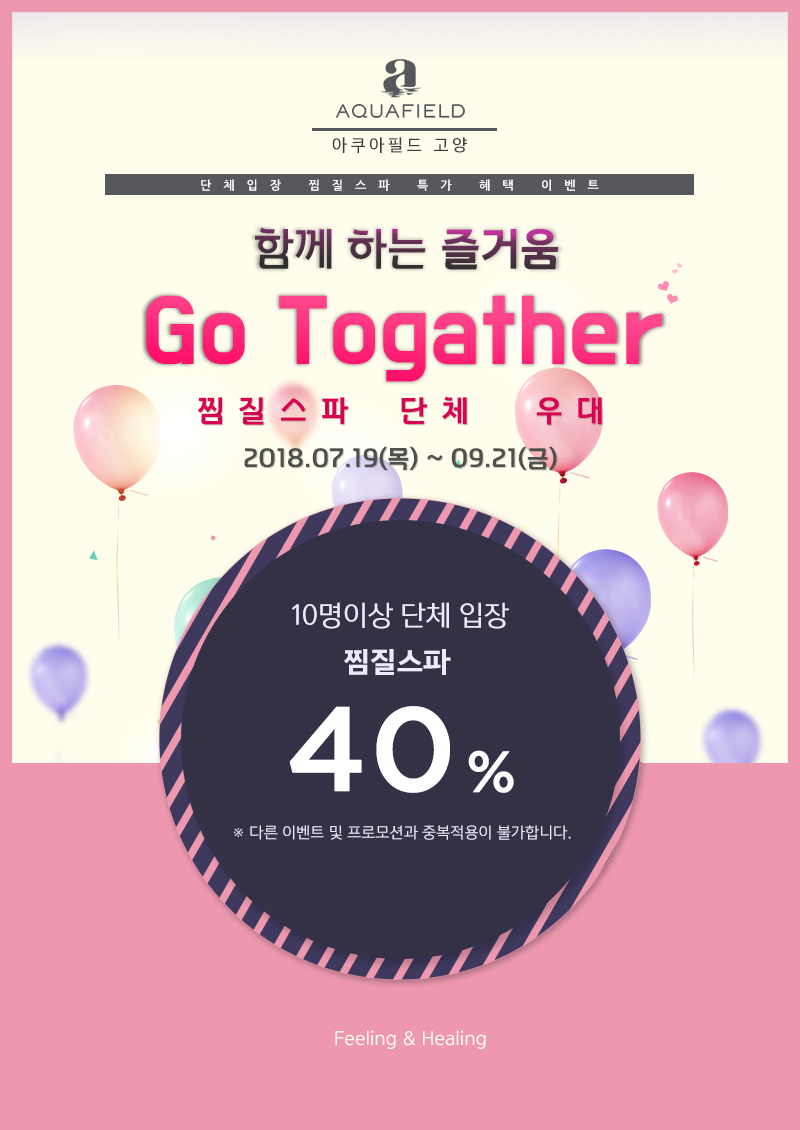 a
AQUAFIELD
아쿠아필드 고양
단체입장 찜질스파 특가 혜택 이벤트
함께 하는 즐거움
Go Togather
찜질스파 단체 우대
2018.07.19(목) ~ 09.21(금)
10명이상 단체 입장
찜질스파
40%
※ 다른 이벤트 및 프로모션과 중복적용이 불가합니다.
Feeling & Healing